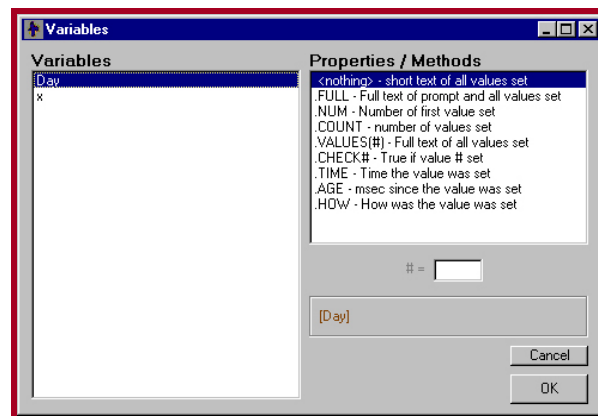 Variables
Variables
Day
x
Properties / Methods
<nothing> - short text of all values set
.FULL - Full text of prompt and all values set
.NUM - Number of first value set
.COUNT - number of values set
.VALUES(#) - Full text of all values set
.CHECK# - True if value # set
.TIME - Time the value was set
.AGE - msec since the value was set
.HOW - How was the value was set
# =
[Day]
Cancel
OK